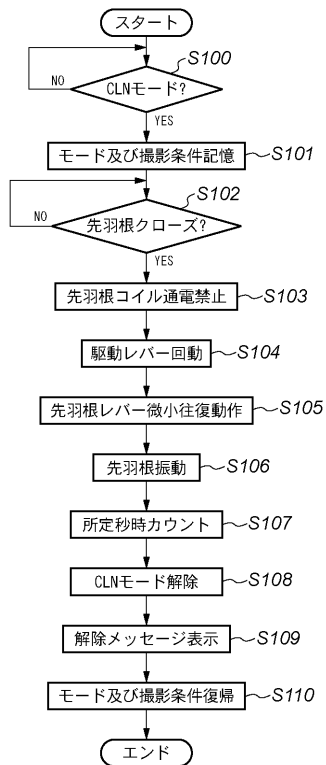 スタート
S100
CLNモード?
NO
YES
モード及び撮影条件記憶
S101
S102
先羽根クローズ?
NO
YES
先羽根コイル通電禁止
S103
駆動レバー回動
S104
先羽根レバー微小往復動作
S105
先羽根振動
S106
所定秒時カウント
S107
CLNモード解除
S108
解除メッセージ表示
S109
モード及び撮影条件復帰
S110
エンド